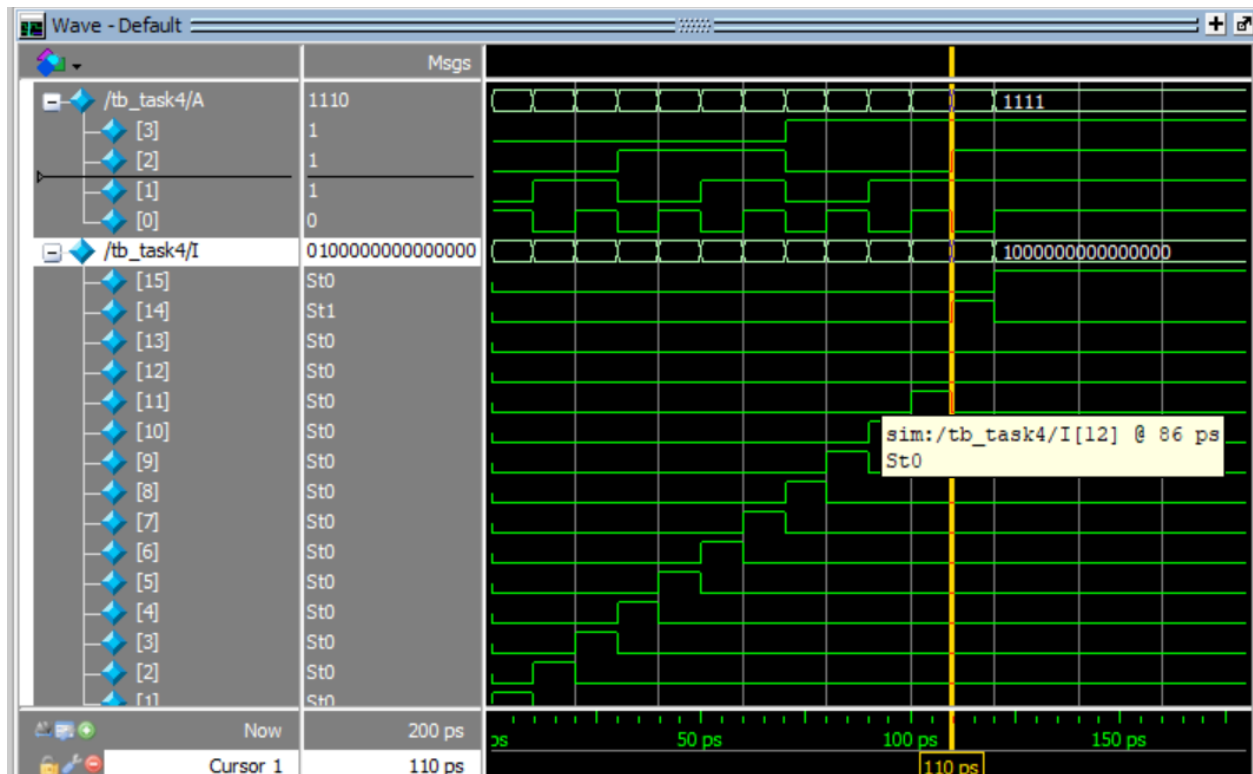 Wave - Default
Msgs
/tb_task4/A 1110 1111
[3] 1
[2] 1
[1] 1
[0] 0
/tb_task4/I 0100000000000000 1000000000000000
[15] St0
[14] St1
[13] St0
[12] St0
[11] St0
[10] St0
sim:/tb_task4/I[12] @ 86 ps
St0
[9] St0
[8] St0
[7] St0
[6] St0
[5] St0
[4] St0
[3] St0
[2] St0
[1] St0
Now 200 ps
ps 50 ps 100 ps 150 ps
Cursor 1 110 ps 110 ps